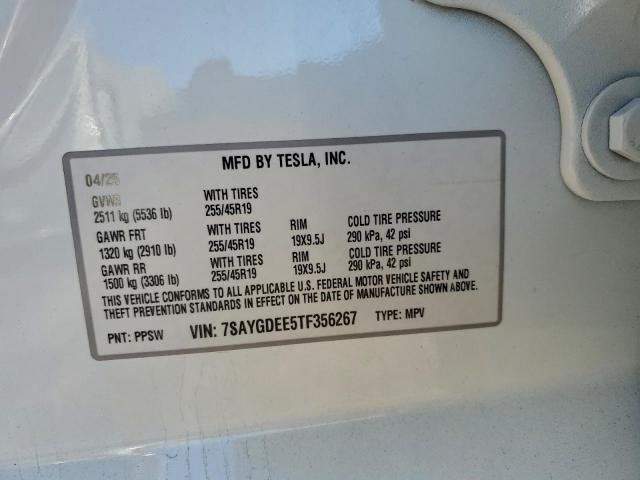 MFD BY TESLA, INC.
04/25
GVWR
2511 kg (5536 lb)
WITH TIRES
255/45R19
GAWR FRT
1320 kg (2910 lb)
WITH TIRES
255/45R19
RIM
19X9.5J
COLD TIRE PRESSURE
290 kPa, 42 psi
GAWR RR
1500 kg (3306 lb)
WITH TIRES
255/45R19
RIM
19X9.5J
COLD TIRE PRESSURE
290 kPa, 42 psi
THIS VEHICLE CONFORMS TO ALL APPLICABLE U.S. FEDERAL MOTOR VEHICLE SAFETY AND
THEFT PREVENTION STANDARDS IN EFFECT ON THE DATE OF MANUFACTURE SHOWN ABOVE.
PNT: PPSW VIN: 7SAYGDEE5TF356267 TYPE: MPV